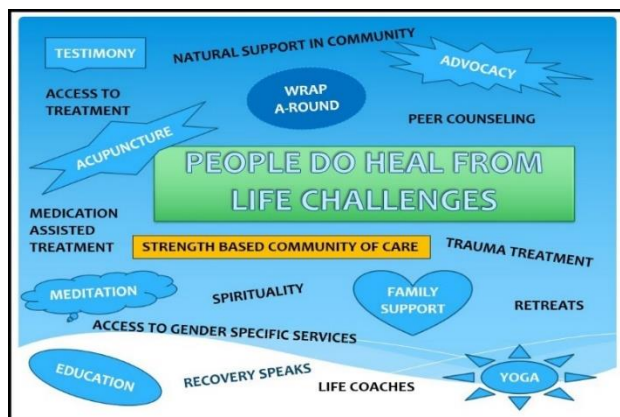 TESTIMONY
NATURAL SUPPORT IN COMMUNITY
ADVOCACY
ACCESS TO
TREATMENT
WRAP
A-ROUND
PEER COUNSELING
ACUPUNCTURE
PEOPLE DO HEAL FROM
LIFE CHALLENGES
MEDICATION
ASSISTED
TREATMENT
STRENGTH BASED COMMUNITY OF CARE
TRAUMA TREATMENT
MEDITATION
SPIRITUALITY
FAMILY
SUPPORT
RETREATS
ACCESS TO GENDER SPECIFIC SERVICES
EDUCATION
RECOVERY SPEAKS
LIFE COACHES
YOGA